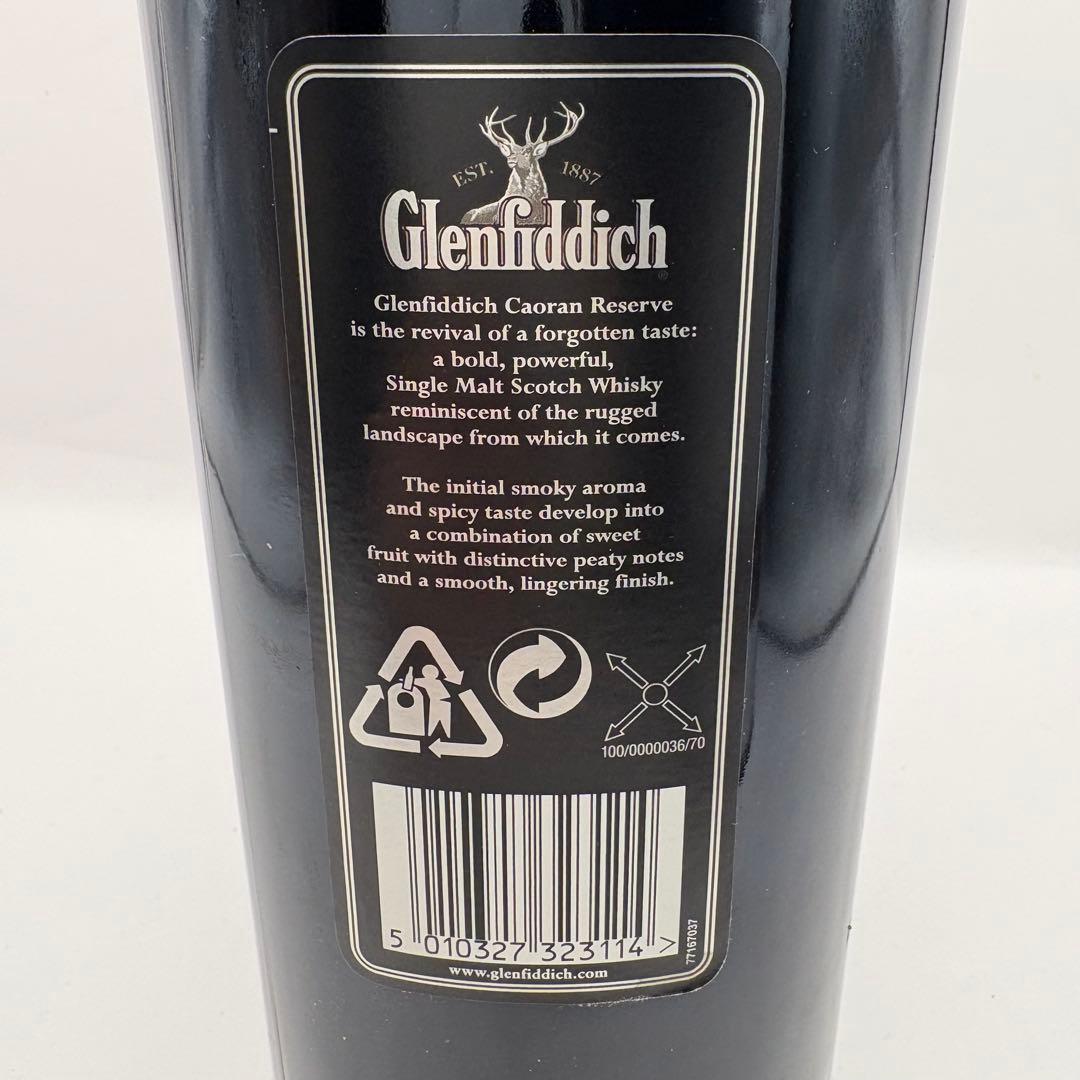 EST. 1887
Glenfiddich
Glenfiddich Caoran Reserve
is the revival of a forgotten taste:
a bold, powerful,
Single Malt Scotch Whisky
reminiscent of the rugged
landscape from which it comes.
The initial smoky aroma
and spicy taste develop into
a combination of sweet
fruit with distinctive peaty notes
and a smooth, lingering finish.
100/0000036/70
5 010327 323114 >
77167037
www.glenfiddich.com